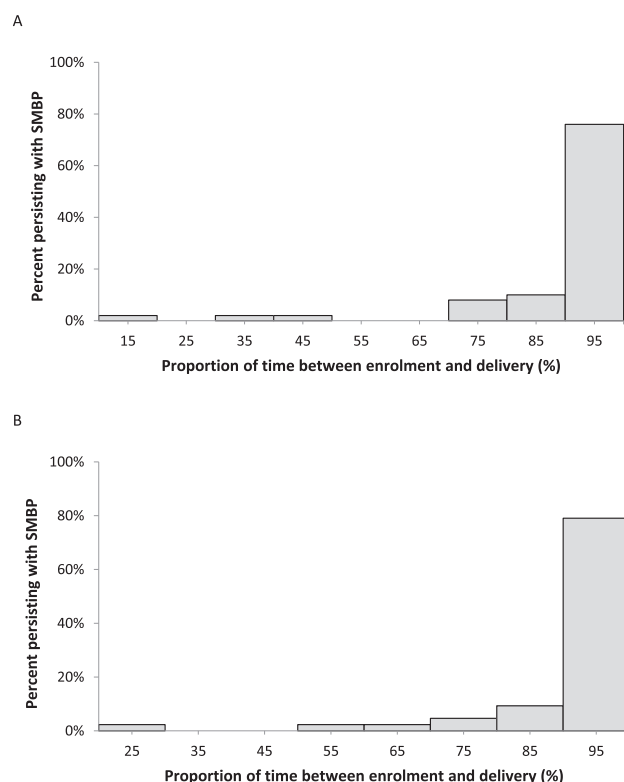 A
100%
80%
60%
40%
20%
0%
Percent persisting with SMBP
15 25 35 45 55 65 75 85 95
Proportion of time between enrolment and delivery (%)
B
100%
80%
60%
40%
20%
0%
Percent persisting with SMBP
25 35 45 55 65 75 85 95
Proportion of time between enrolment and delivery (%)